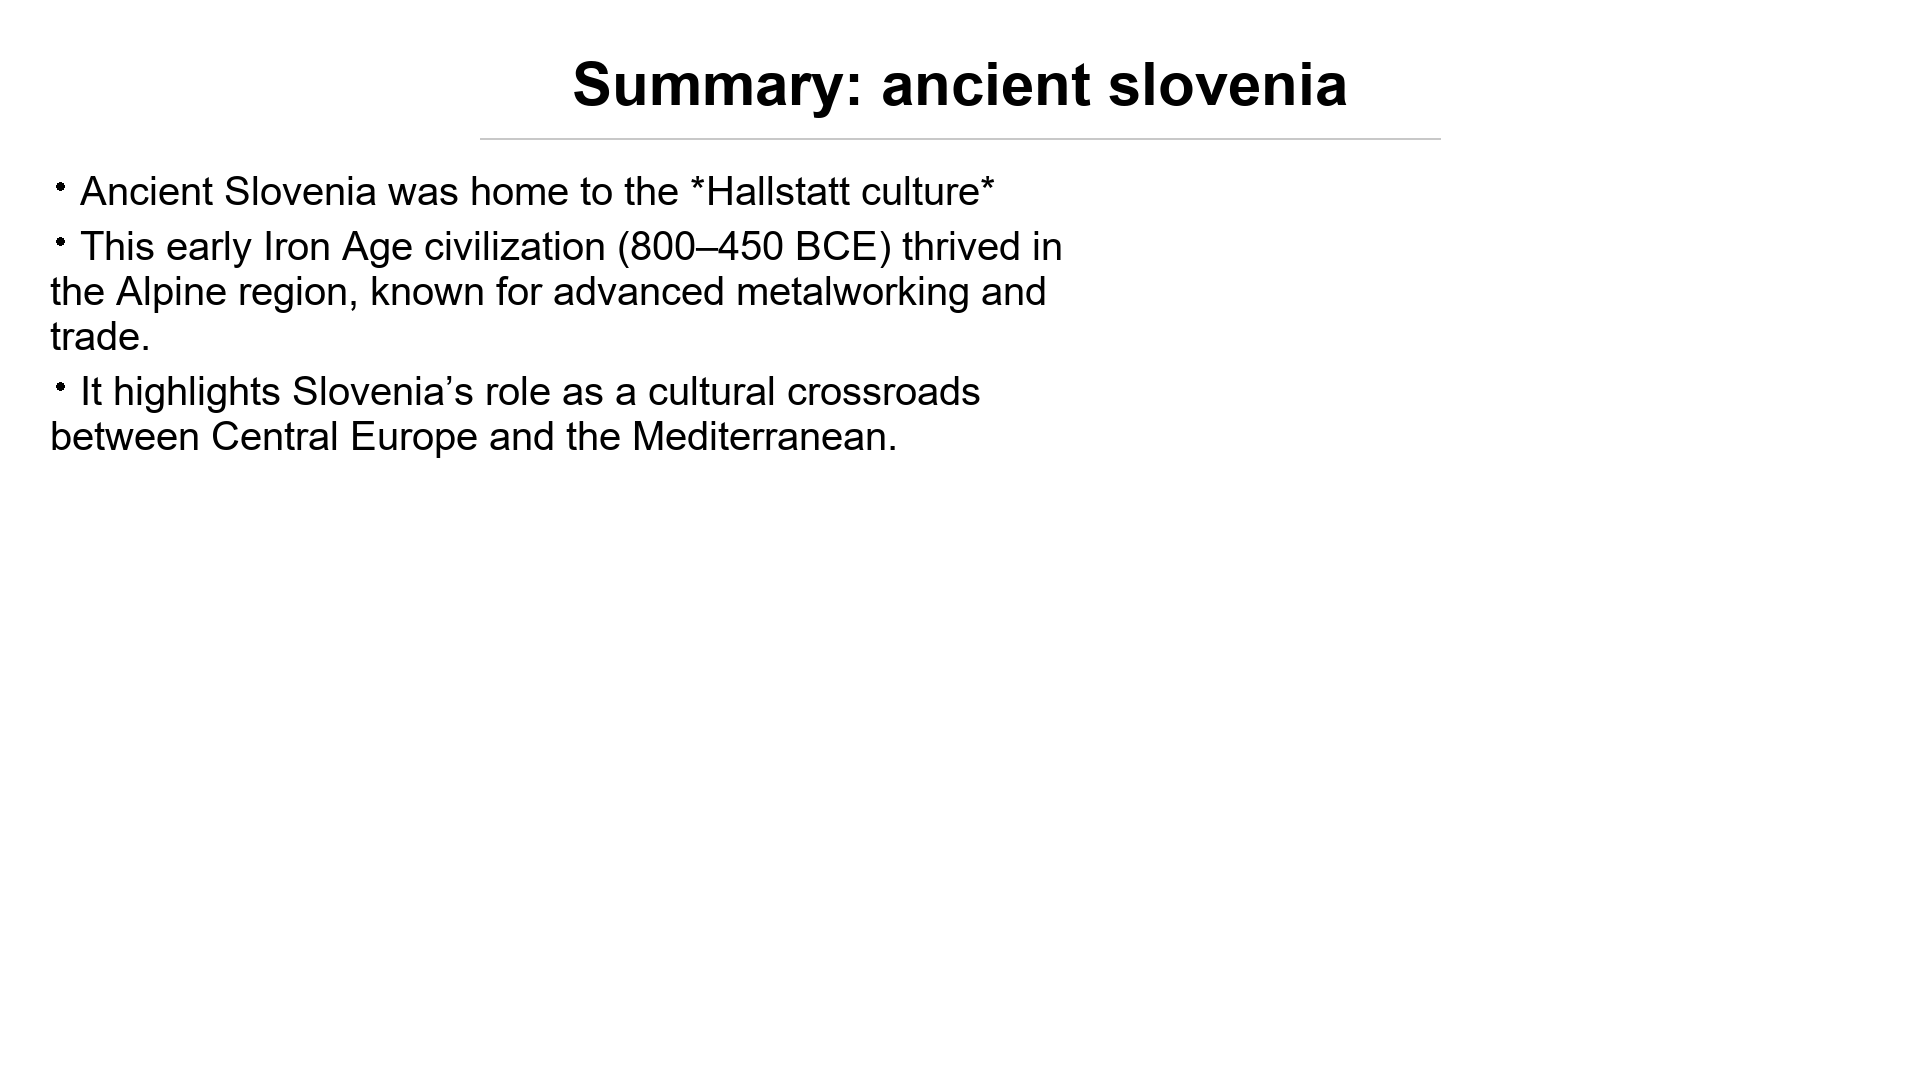 Summary: ancient slovenia
• Ancient Slovenia was home to the *Hallstatt culture*
• This early Iron Age civilization (800–450 BCE) thrived in
the Alpine region, known for advanced metalworking and
trade.
• It highlights Slovenia’s role as a cultural crossroads
between Central Europe and the Mediterranean.